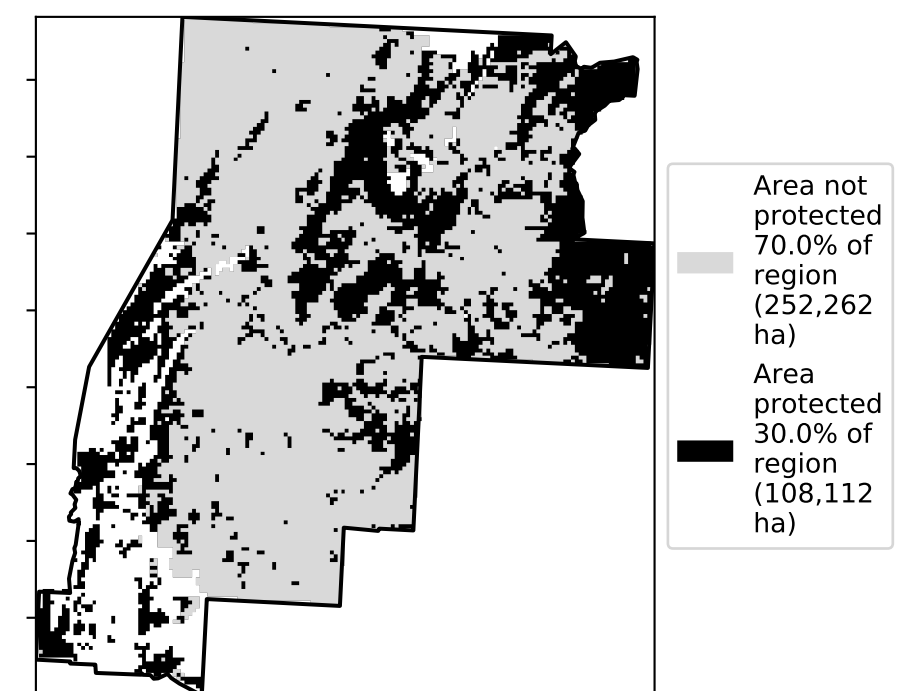 Area not
protected
70.0% of
region
(252,262
ha)
Area
protected
30.0% of
region
(108,112
ha)